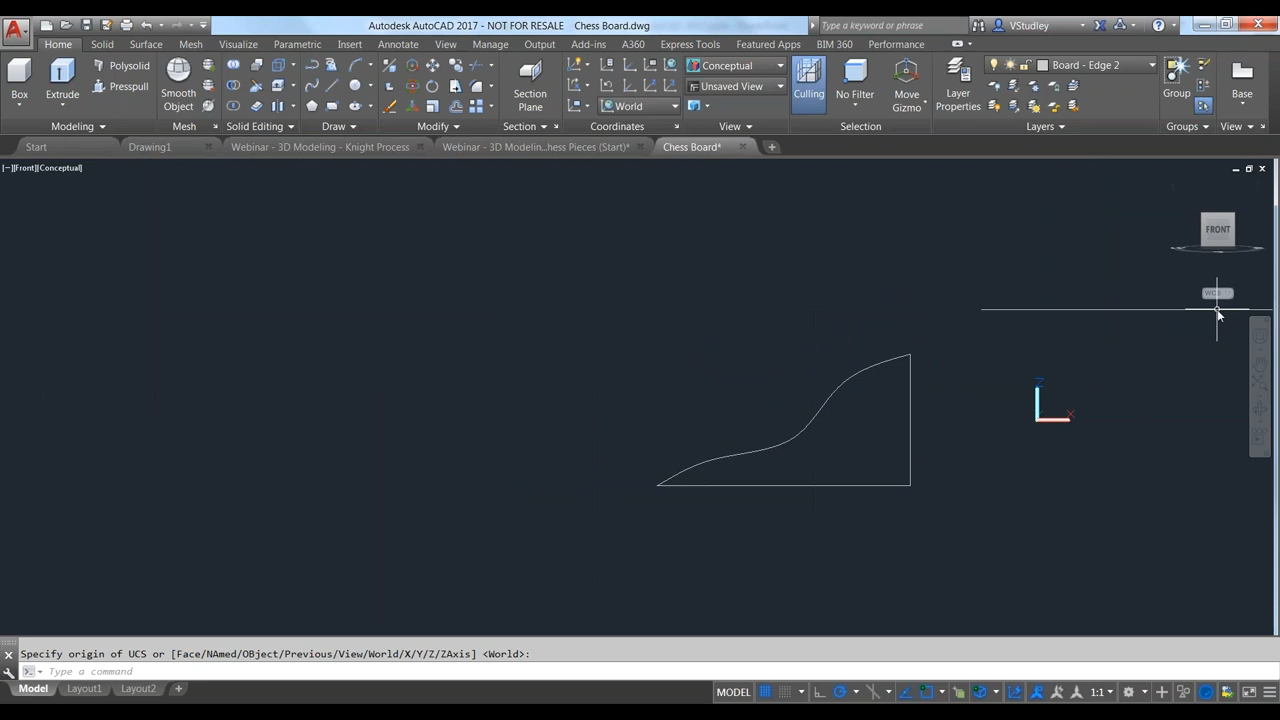 Autodesk AutoCAD 2017 - NOT FOR RESALE Chess Board.dwg
Type a keyword or phrase
VStudley
Home Solid Surface Mesh Visualize Parametric Insert Annotate View Manage Output Add-ins A360 Express Tools Featured Apps BIM 360 Performance
Polysolid
Presspull
Box
Extrude
Smooth
Object
Section
Plane
World
Conceptual
Unsaved View
Culling
No Filter
Move
Gizmo
Layer
Properties
Board - Edge 2
Group
Base
Modeling Mesh Solid Editing Draw Modify Section Coordinates View Selection Layers Groups View
Start Drawing1 Webinar - 3D Modeling - Knight Process Webinar - 3D Modelin...hess Pieces (Start)* Chess Board*
[−][Front][Conceptual]
FRONT
WCS
Z
X
Specify origin of UCS or [Face/NAmed/OBject/Previous/View/World/X/Y/Z/ZAxis] <World>:
Type a command
Model Layout1 Layout2
MODEL 1:1